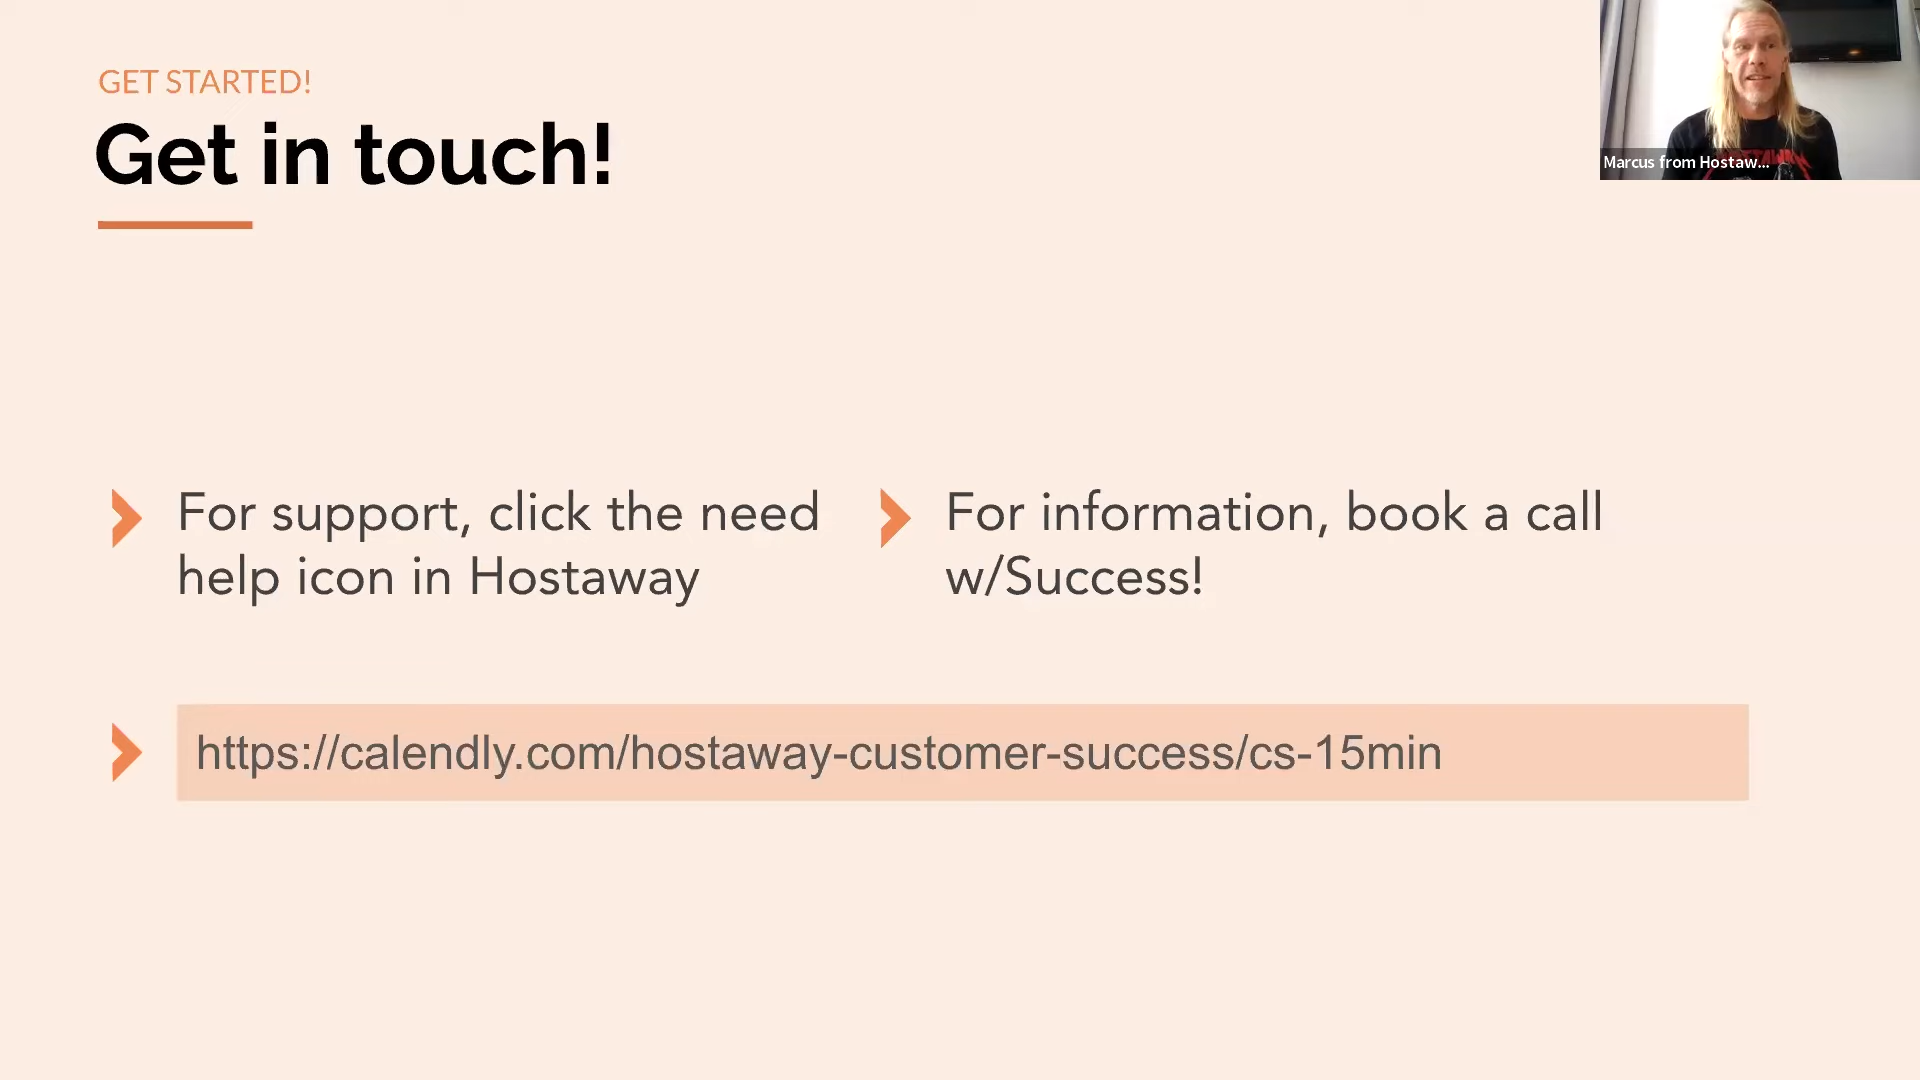 GET STARTED!
Get in touch!
Marcus from Hostaw...
For support, click the need
help icon in Hostaway
For information, book a call
w/Success!
https://calendly.com/hostaway-customer-success/cs-15min